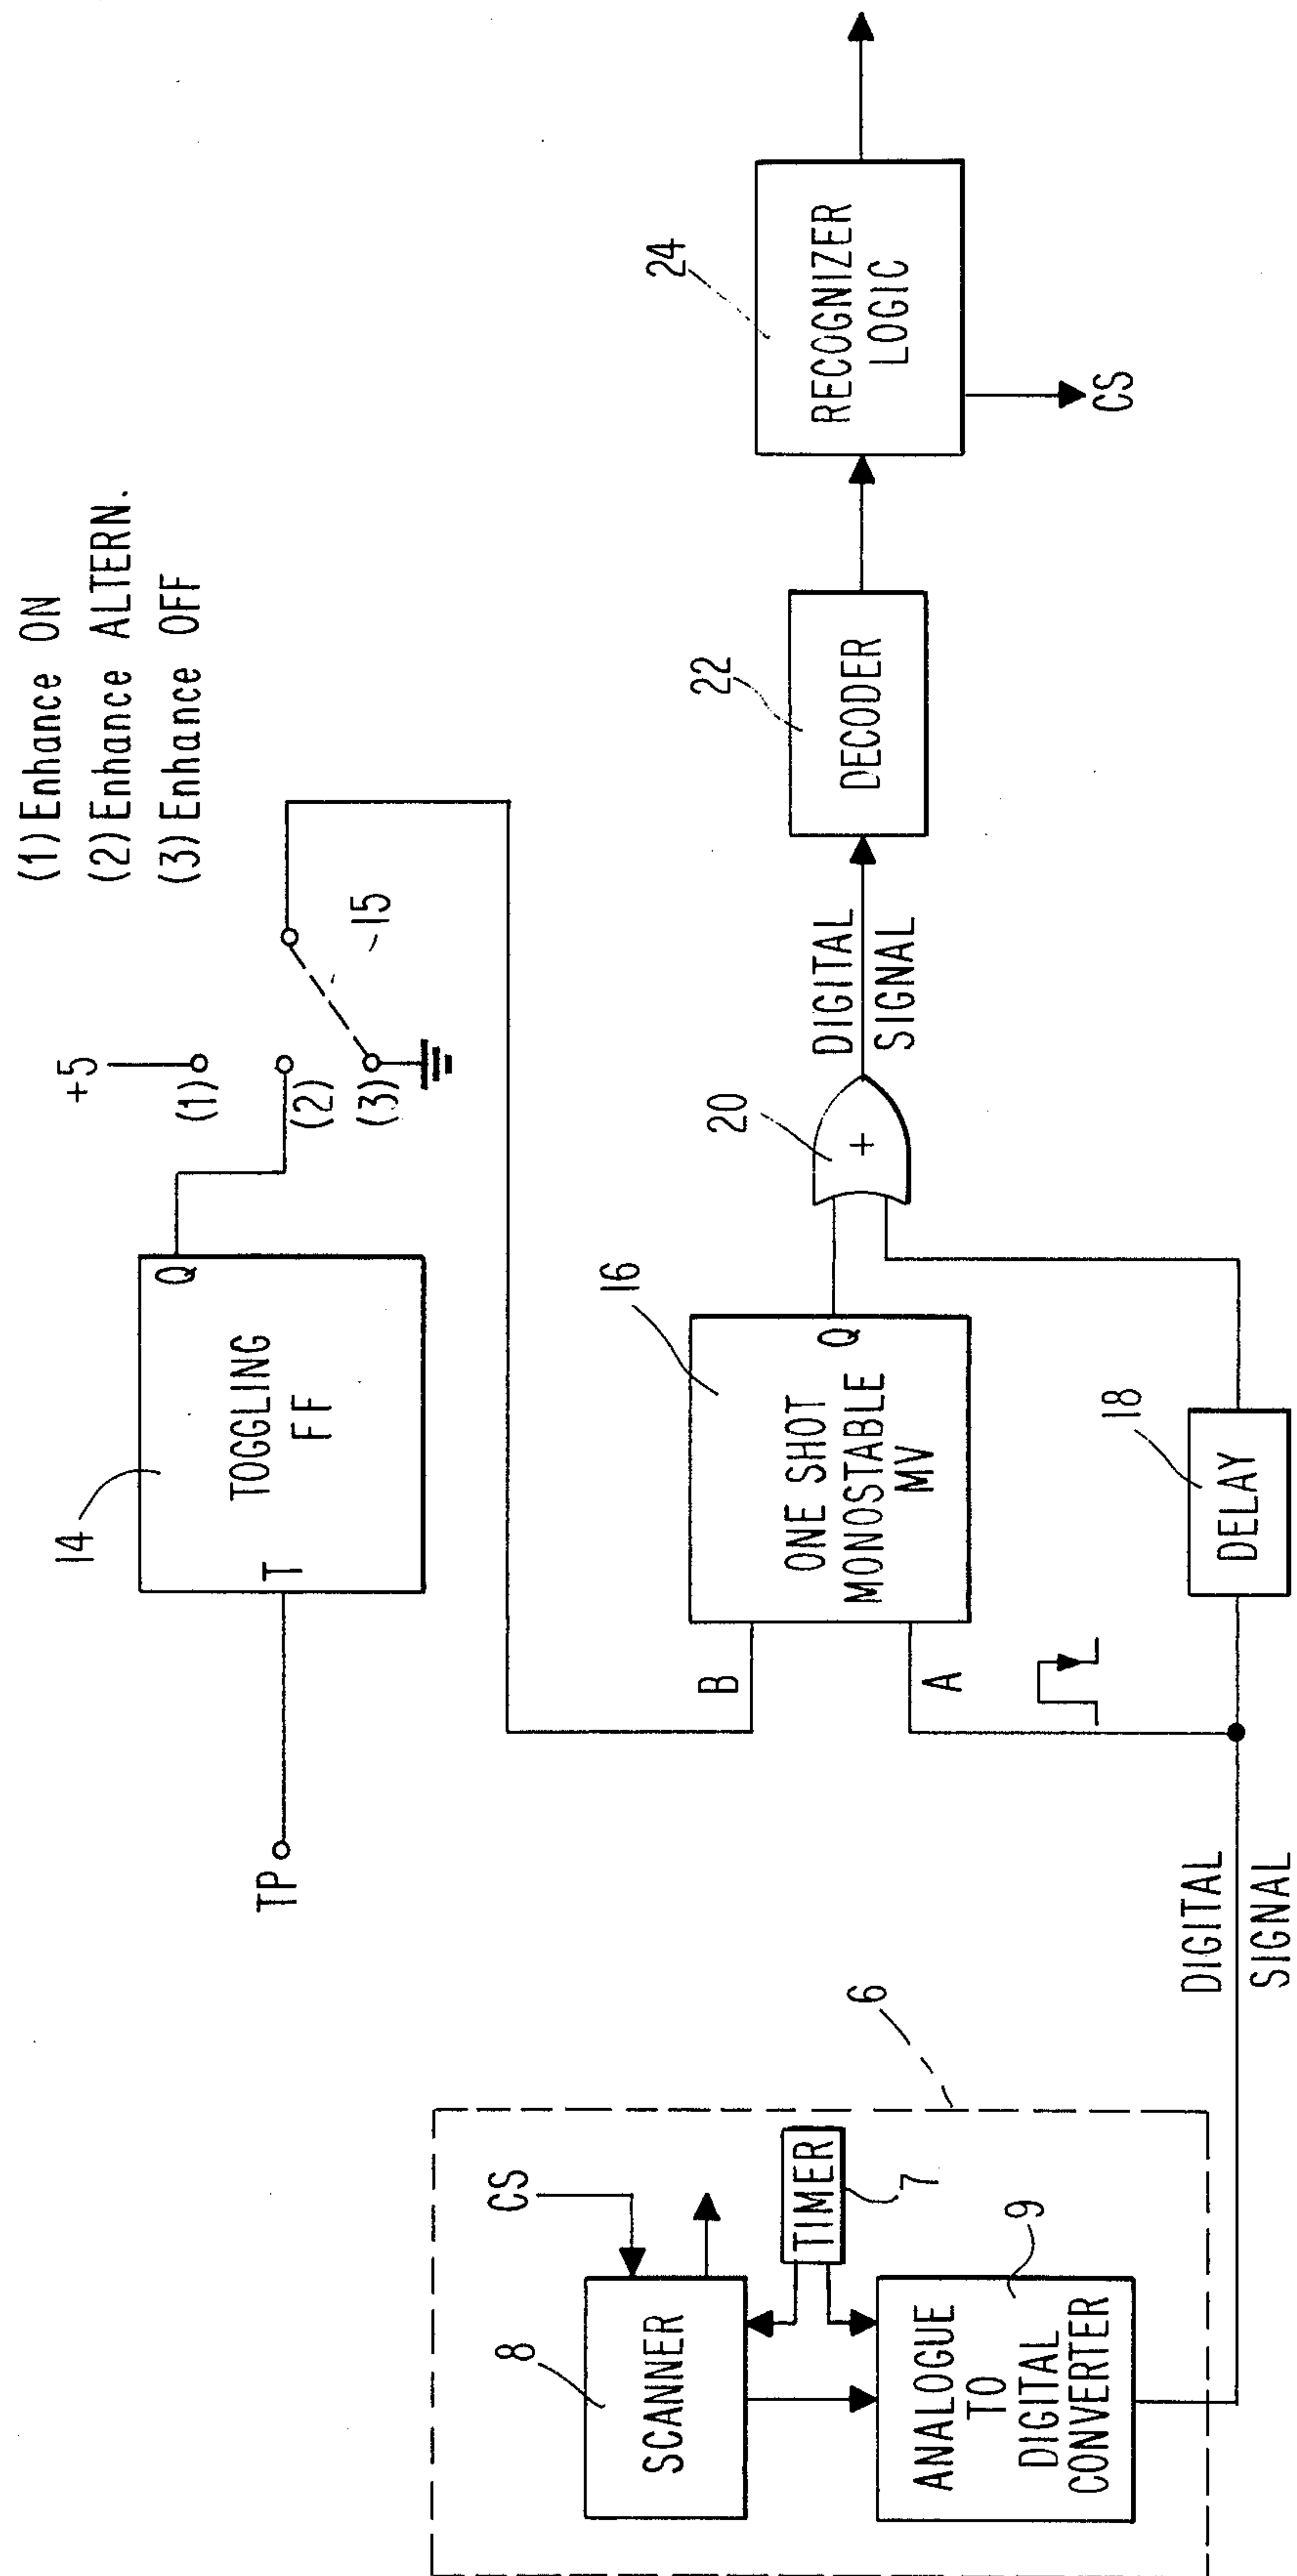 (1) Enhance ON
(2) Enhance ALTERN.
(3) Enhance OFF
14
TOGGLING
FF
T
Q
TP
+5
(1)
(2)
(3)
15
16
ONE SHOT
MONOSTABLE
MV
B
A
Q
18
DELAY
20
+
DIGITAL
SIGNAL
22
DECODER
24
RECOGNIZER
LOGIC
CS
6
CS
8
SCANNER
TIMER
7
9
ANALOGUE
TO
DIGITAL
CONVERTER
DIGITAL
SIGNAL